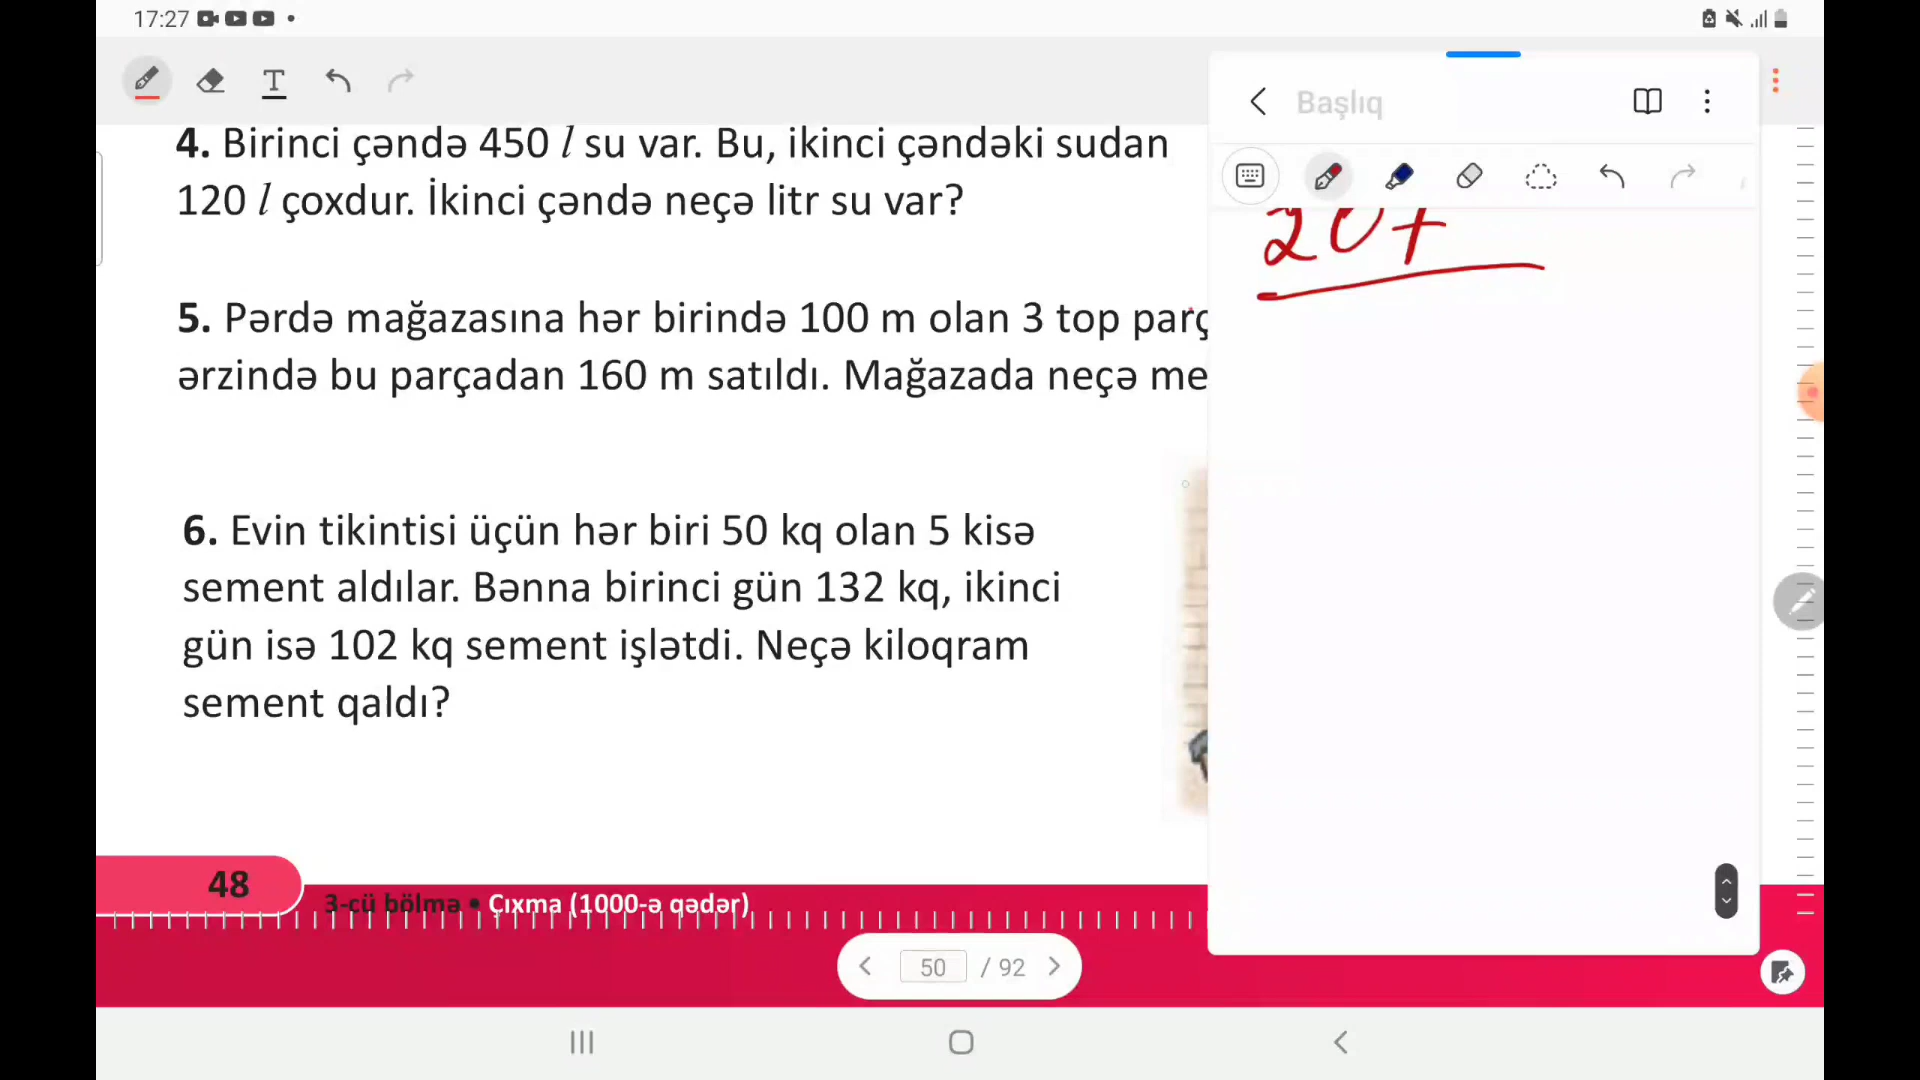 17:27
Başlıq
4. Birinci çəndə 450 l su var. Bu, ikinci çəndəki sudan
120 l çoxdur. İkinci çəndə neçə litr su var?
207
5. Pərdə mağazasına hər birində 100 m olan 3 top parç
ərzində bu parçadan 160 m satıldı. Mağazada neçə me
6. Evin tikintisi üçün hər biri 50 kq olan 5 kisə
sement aldılar. Bənna birinci gün 132 kq, ikinci
gün isə 102 kq sement işlətdi. Neçə kiloqram
sement qaldı?
48
3-cü bölmə • Çıxma (1000-ə qədər)
50 / 92